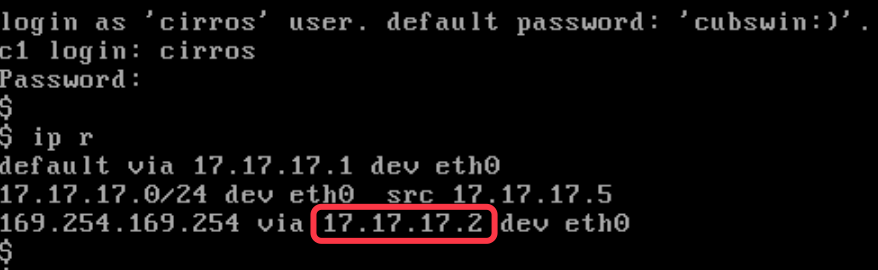 login as 'cirros' user. default password: 'cubswin:)'.
c1 login: cirros
Password:
$
$ ip r
default via 17.17.17.1 dev eth0
17.17.17.0/24 dev eth0  src 17.17.17.5
169.254.169.254 via 17.17.17.2 dev eth0
$